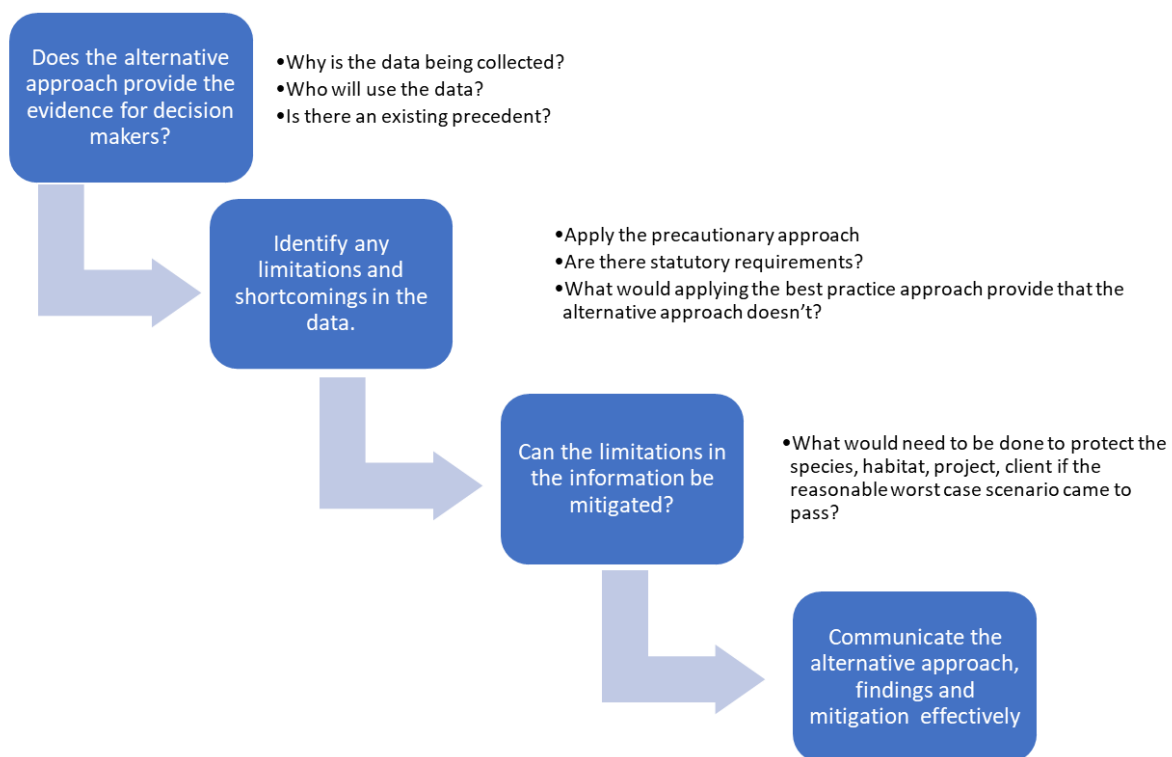 Does the alternative
approach provide the
evidence for decision
makers?
•Why is the data being collected?
•Who will use the data?
•Is there an existing precedent?
Identify any
limitations and
shortcomings in the
data.
•Apply the precautionary approach
•Are there statutory requirements?
•What would applying the best practice approach provide that the
alternative approach doesn't?
Can the limitations in
the information be
mitigated?
•What would need to be done to protect the
species, habitat, project, client if the
reasonable worst case scenario came to
pass?
Communicate the
alternative approach,
findings and
mitigation effectively